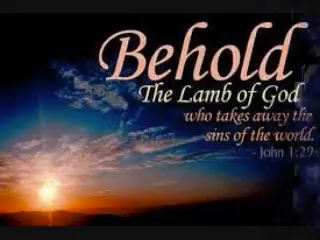 Behold
The Lamb of God
who takes away the
sins of the world.
- John 1:29